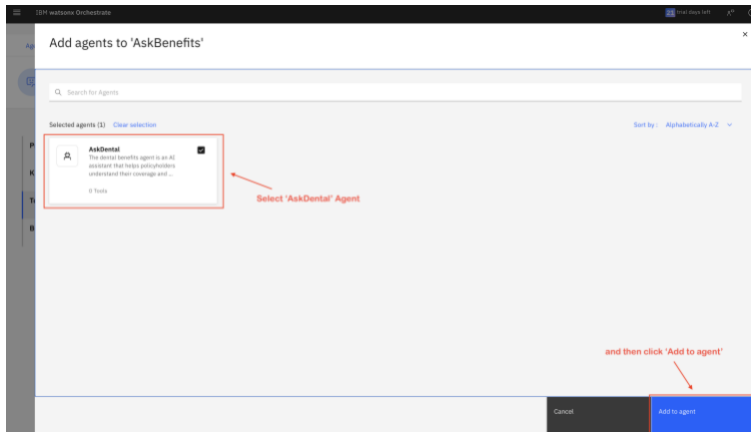 IBM watsonx Orchestrate
21 trial days left
Add agents to 'AskBenefits'
Search for Agents
Selected agents (1) Clear selection
Sort by : Alphabetically A-Z
AskDental
The dental benefits agent is an AI
assistant that helps policyholders
understand their coverage and ...
0 Tools
Select 'AskDental' Agent
and then click 'Add to agent'
Cancel
Add to agent